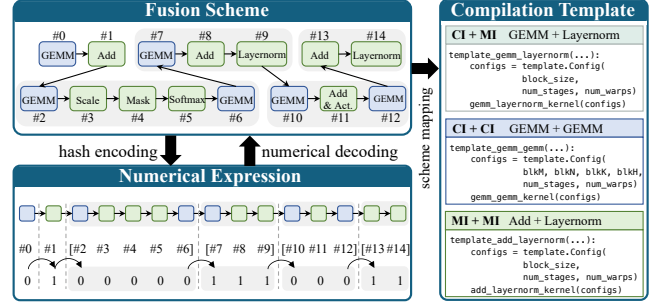 Fusion Scheme
#0 #1 #7 #8 #9 #13 #14
GEMM Add GEMM Add Layernorm Add Layernorm
GEMM Scale Mask Softmax GEMM GEMM Add & Act. GEMM
#2 #3 #4 #5 #6 #10 #11 #12
hash encoding numerical decoding
Numerical Expression
#0 #1 [#2 #3 #4 #5 #6] [#7 #8 #9] [#10 #11 #12] [#13 #14]
0 1 0 0 0 0 0 1 1 1 0 0 0 1 1
scheme mapping
Compilation Template
CI + MI GEMM + Layernorm
template_gemm_layernorm(...):
configs = template.Config(
block_size,
num_stages, num_warps)
gemm_layernorm_kernel(configs)
CI + CI GEMM + GEMM
template_gemm_gemm(...):
configs = template.Config(
blkM, blkN, blkK, blkH,
num_stages, num_warps)
gemm_gemm_kernel(configs)
MI + MI Add + Layernorm
template_add_layernorm(...):
configs = template.Config(
block_size,
num_stages, num_warps)
add_layernorm_kernel(configs)